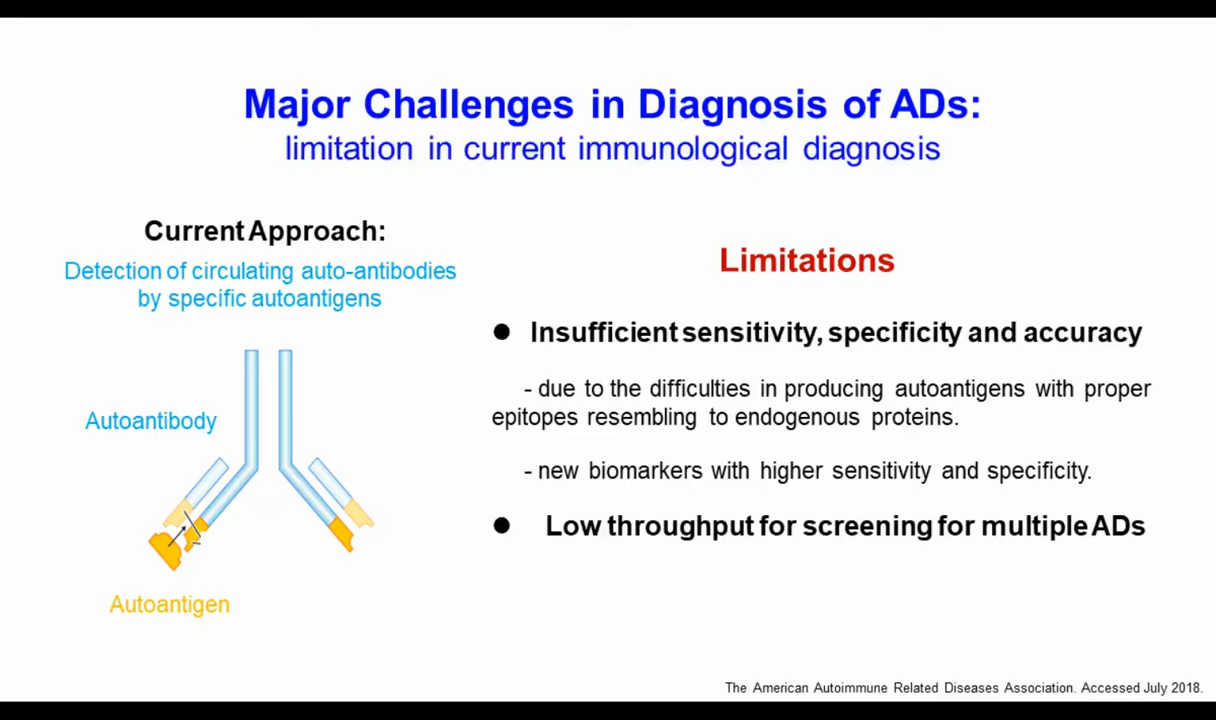 Major Challenges in Diagnosis of ADs:
limitation in current immunological diagnosis
Current Approach:
Detection of circulating auto-antibodies
by specific autoantigens
Autoantibody
Autoantigen
Limitations
● Insufficient sensitivity, specificity and accuracy
- due to the difficulties in producing autoantigens with proper
epitopes resembling to endogenous proteins.
- new biomarkers with higher sensitivity and specificity.
● Low throughput for screening for multiple ADs
The American Autoimmune Related Diseases Association. Accessed July 2018.